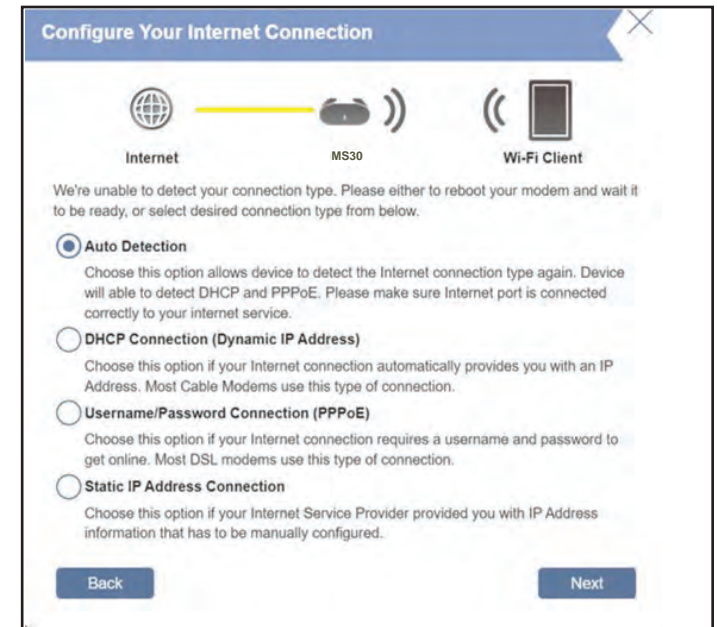 Configure Your Internet Connection
Internet
MS30
Wi-Fi Client
We're unable to detect your connection type. Please either to reboot your modem and wait it
to be ready, or select desired connection type from below.
Auto Detection
Choose this option allows device to detect the Internet connection type again. Device
will able to detect DHCP and PPPoE. Please make sure Internet port is connected
correctly to your internet service.
DHCP Connection (Dynamic IP Address)
Choose this option if your Internet connection automatically provides you with an IP
Address. Most Cable Modems use this type of connection.
Username/Password Connection (PPPoE)
Choose this option if your Internet connection requires a username and password to
get online. Most DSL modems use this type of connection.
Static IP Address Connection
Choose this option if your Internet Service Provider provided you with IP Address
information that has to be manually configured.
Back
Next